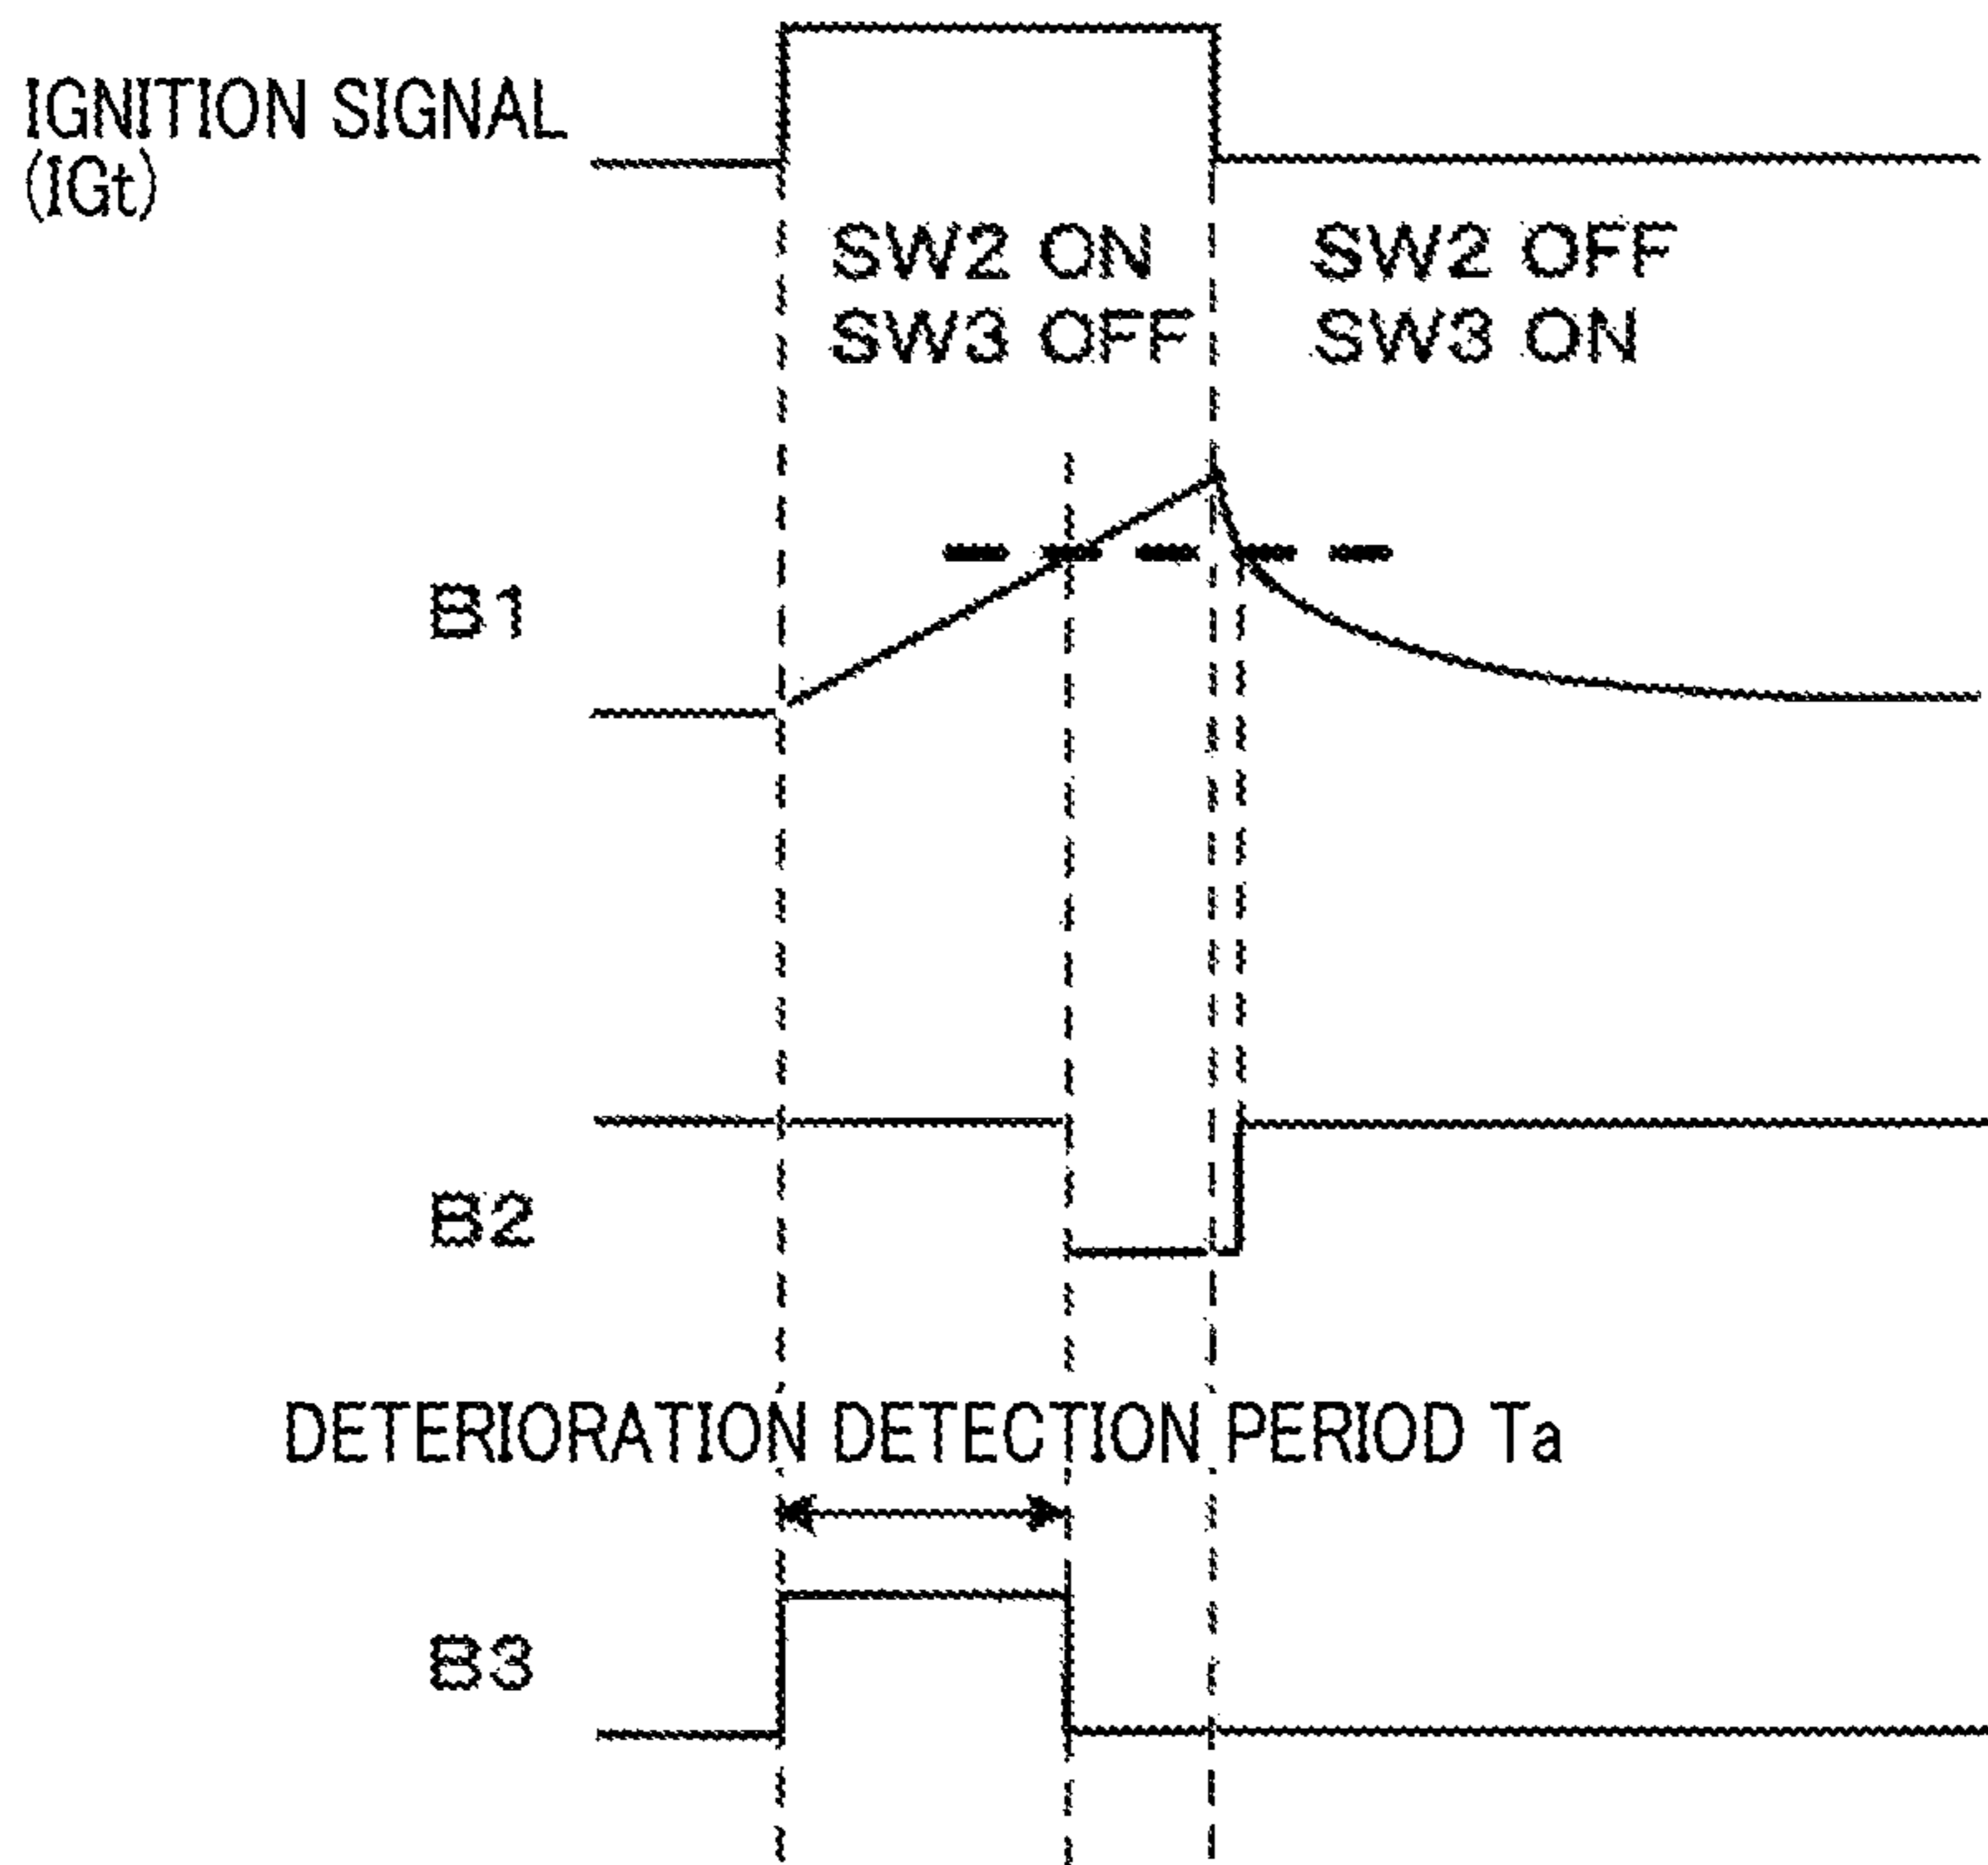 IGNITION SIGNAL
(IGt)
SW2 ON
SW3 OFF
SW2 OFF
SW3 ON
B1
B2
DETERIORATION DETECTION PERIOD Ta
B3